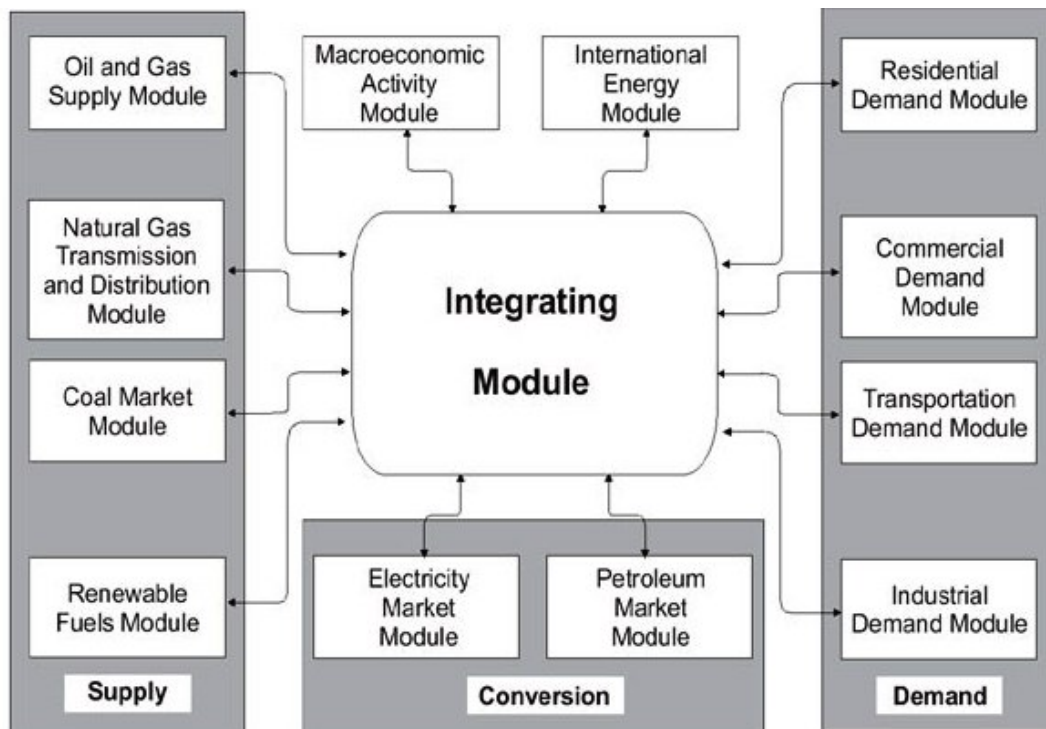 Oil and Gas
Supply Module
Natural Gas
Transmission
and Distribution
Module
Coal Market
Module
Renewable
Fuels Module
Supply
Macroeconomic
Activity
Module
International
Energy
Module
Integrating
Module
Electricity
Market
Module
Petroleum
Market
Module
Conversion
Residential
Demand Module
Commercial
Demand
Module
Transportation
Demand Module
Industrial
Demand Module
Demand